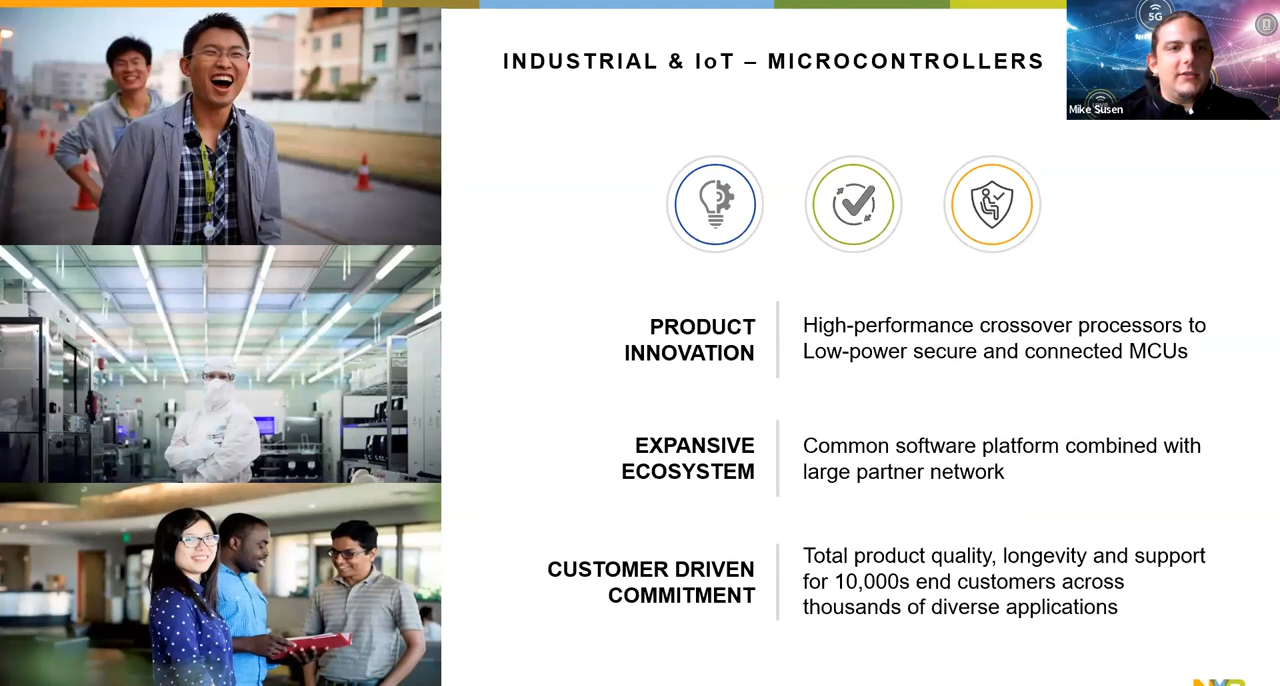 INDUSTRIAL & IoT – MICROCONTROLLERS
5G
Mike Susen
PRODUCT
INNOVATION
High-performance crossover processors to
Low-power secure and connected MCUs
EXPANSIVE
ECOSYSTEM
Common software platform combined with
large partner network
CUSTOMER DRIVEN
COMMITMENT
Total product quality, longevity and support
for 10,000s end customers across
thousands of diverse applications